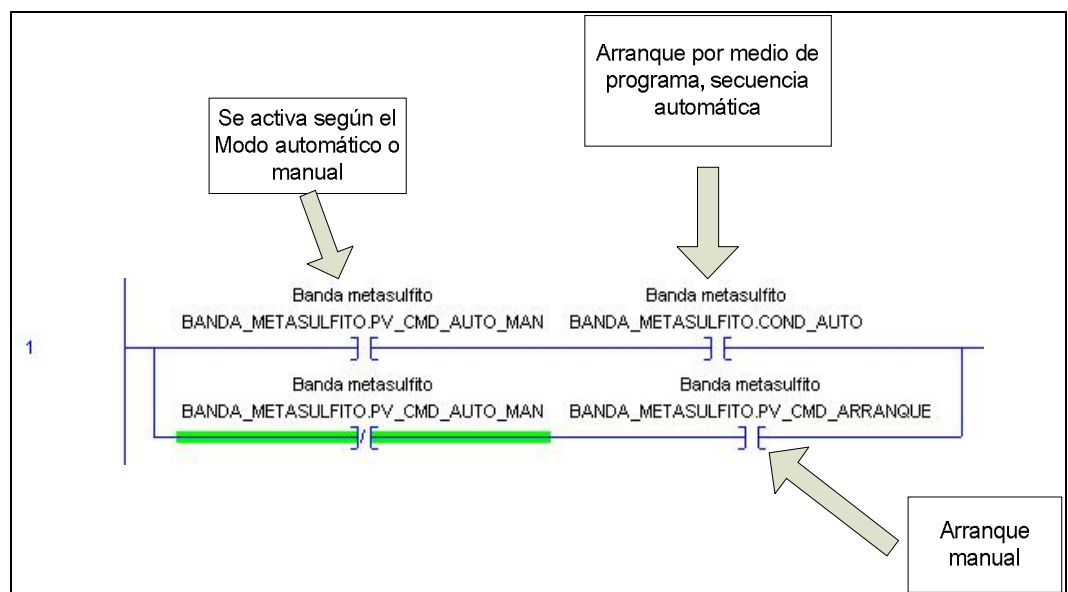 Arranque por medio de
programa, secuencia
automática
Se activa según el
Modo automático o
manual
Banda metasulfito
BANDA_METASULFITO.PV_CMD_AUTO_MAN
Banda metasulfito
BANDA_METASULFITO.COND_AUTO
1
Banda metasulfito
BANDA_METASULFITO.PV_CMD_AUTO_MAN
Banda metasulfito
BANDA_METASULFITO.PV_CMD_ARRANQUE
Arranque
manual